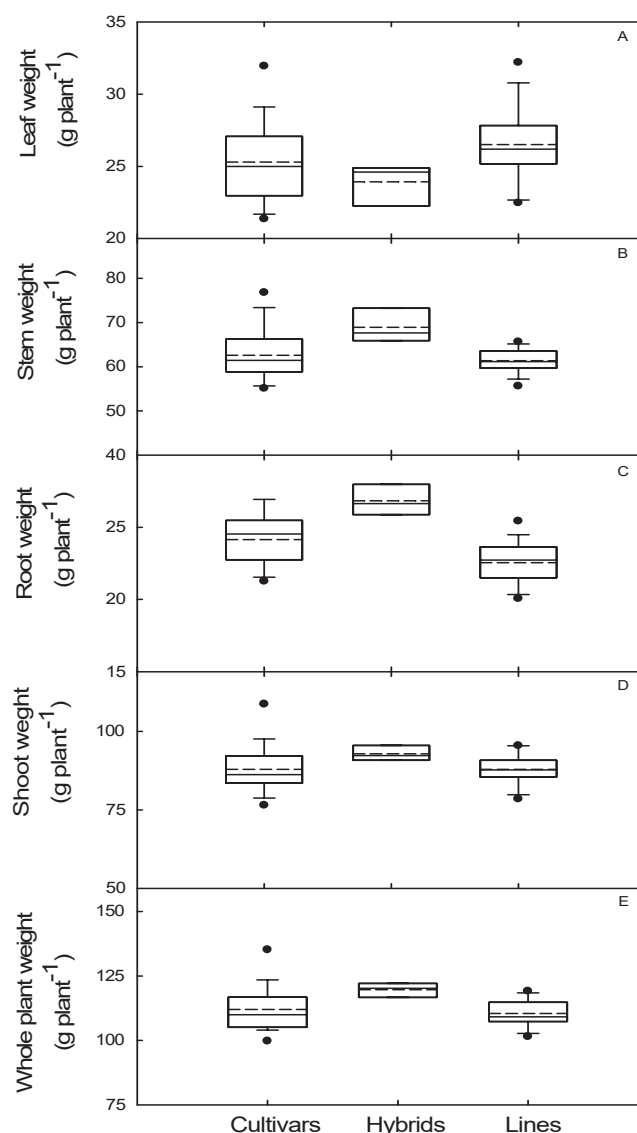 35
A
30
25
20
Leaf weight
(g plant-1)
B
80
70
60
50
40
Stem weight
(g plant-1)
C
25
20
15
Root weight
(g plant-1)
D
100
75
50
Shoot weght
(g plant-1)
E
150
125
100
75
Whole plant weight
(g plant-1)
Cultivars Hybrids Lines